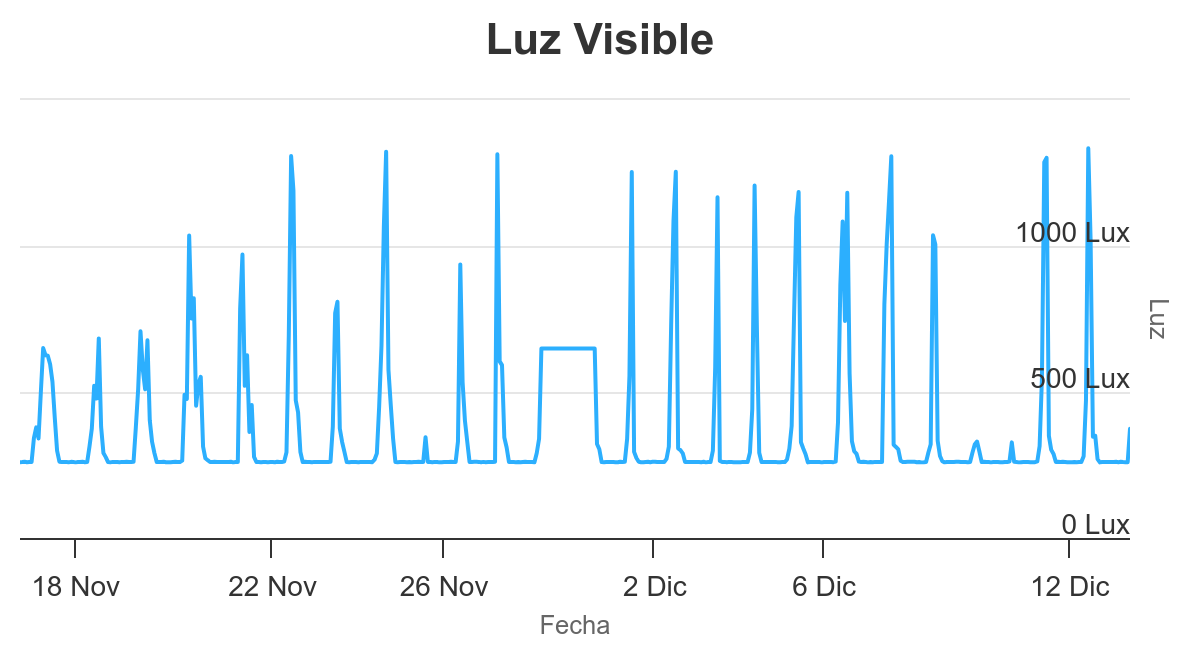 Luz Visible
1000 Lux
500 Lux
0 Lux
Luz
18 Nov
22 Nov
26 Nov
2 Dic
6 Dic
12 Dic
Fecha